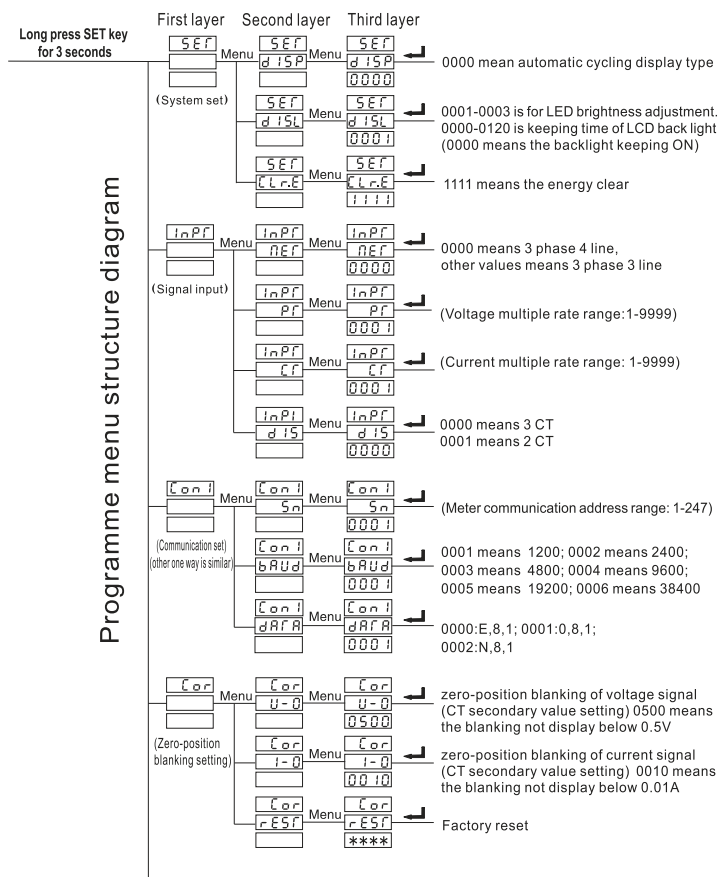 First layer Second layer Third layer
Long press SET key
for 3 seconds
Programme menu structure diagram
SET Menu SET Menu SET
dISP dISP
0000
0000 mean automatic cycling display type
(System set)
SET Menu SET
dISL dISL
0001
0001-0003 is for LED brightness adjustment.
0000-0120 is keeping time of LCD back light
(0000 means the backlight keeping ON)
SET Menu SET
CLr.E CLr.E
1111
1111 means the energy clear
InPT Menu InPT Menu InPT
NET NET
0000
0000 means 3 phase 4 line,
other values means 3 phase 3 line
(Signal input)
InPT Menu InPT
PT PT
0001
(Voltage multiple rate range:1-9999)
InPT Menu InPT
CT CT
0001
(Current multiple rate range: 1-9999)
InPI Menu InPT
dIS dIS
0000
0000 means 3 CT
0001 means 2 CT
Con1 Menu Con1 Menu Con1
Sn Sn
0001
(Meter communication address range: 1-247)
(Communication set)
(other one way is similar)
Con1 Menu Con1
bAUd bAUd
0001
0001 means 1200; 0002 means 2400;
0003 means 4800; 0004 means 9600;
0005 means 19200; 0006 means 38400
Con1 Menu Con1
dATA dATA
0001
0000:E,8,1; 0001:0,8,1;
0002:N,8,1
Cor Menu Cor Menu Cor
U-0 U-0
0500
zero-position blanking of voltage signal
(CT secondary value setting) 0500 means
the blanking not display below 0.5V
(Zero-position
blanking setting)
Cor Menu Cor
I-0 I-0
0010
zero-position blanking of current signal
(CT secondary value setting) 0010 means
the blanking not display below 0.01A
Cor Menu Cor
rEST rEST
****
Factory reset